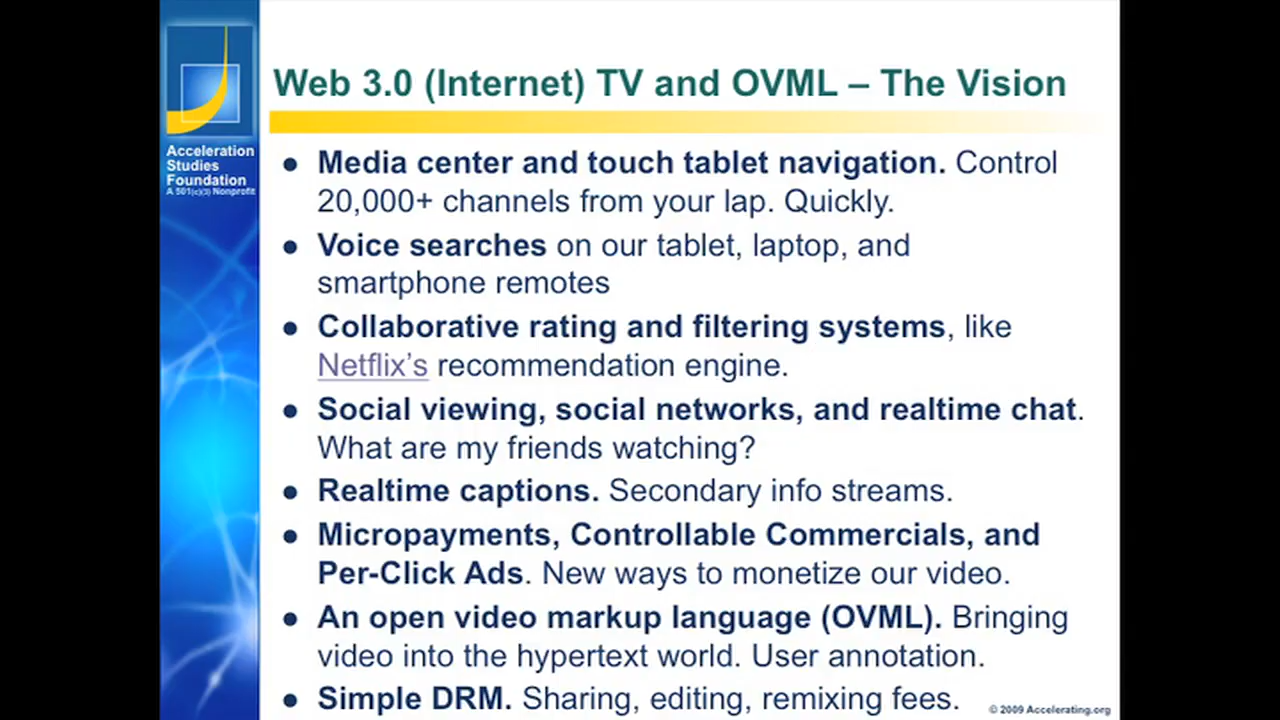 Web 3.0 (Internet) TV and OVML – The Vision
Acceleration
Studies
Foundation
A 501(c)(3) Nonprofit
● Media center and touch tablet navigation. Control
20,000+ channels from your lap. Quickly.
● Voice searches on our tablet, laptop, and
smartphone remotes
● Collaborative rating and filtering systems, like
Netflix’s recommendation engine.
● Social viewing, social networks, and realtime chat.
What are my friends watching?
● Realtime captions. Secondary info streams.
● Micropayments, Controllable Commercials, and
Per-Click Ads. New ways to monetize our video.
● An open video markup language (OVML). Bringing
video into the hypertext world. User annotation.
● Simple DRM. Sharing, editing, remixing fees.
© 2009 Accelerating.org